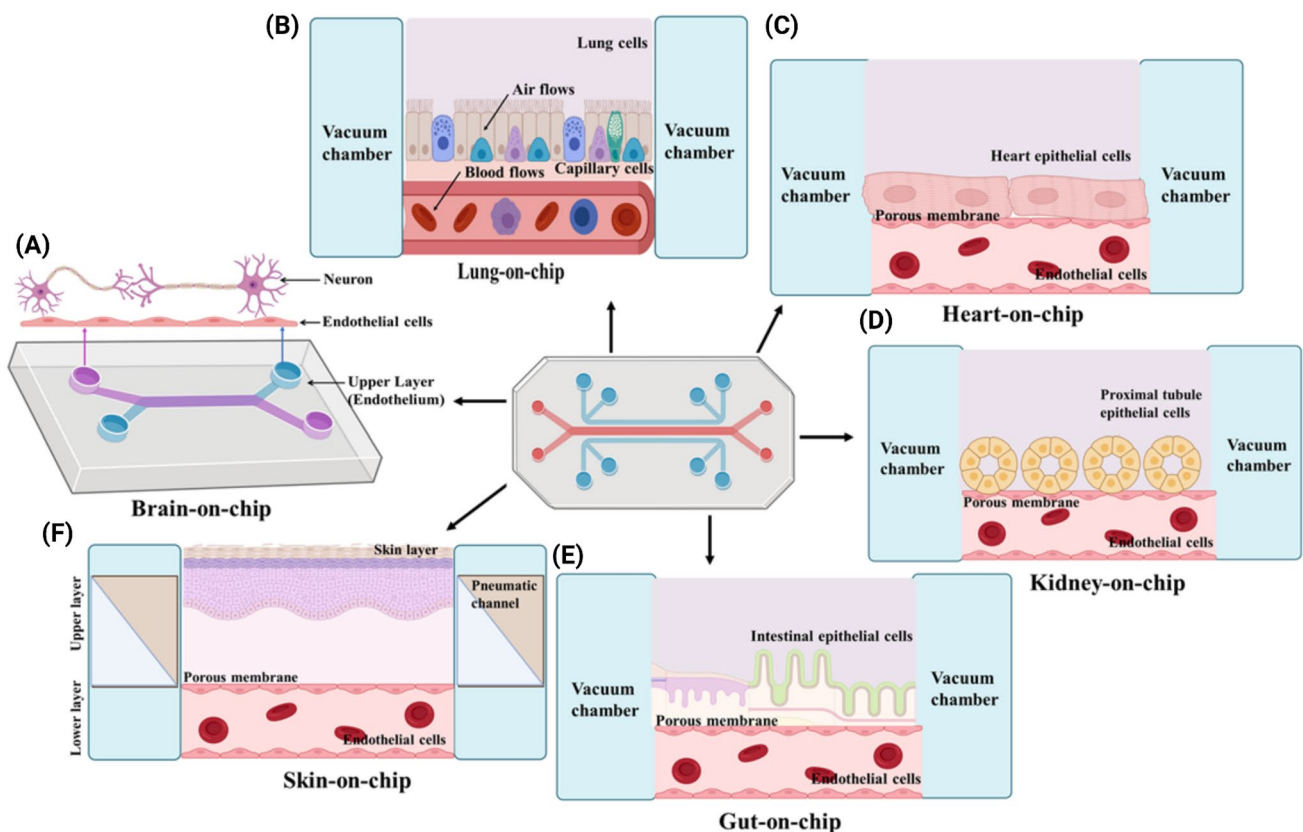 (A)
Neuron
Endothelial cells
Upper Layer
(Endothelium)
Brain-on-chip
(B)
Vacuum
chamber
Lung cells
Air flows
Blood flows
Capillary cells
Vacuum
chamber
Lung-on-chip
(C)
Vacuum
chamber
Heart epithelial cells
Porous membrane
Endothelial cells
Vacuum
chamber
Heart-on-chip
(D)
Vacuum
chamber
Proximal tubule
epithelial cells
Porous membrane
Endothelial cells
Vacuum
chamber
Kidney-on-chip
(E)
Vacuum
chamber
Intestinal epithelial cells
Porous membrane
Endothelial cells
Vacuum
chamber
Gut-on-chip
(F)
Upper layer
Lower layer
Skin layer
Pneumatic
channel
Porous membrane
Endothelial cells
Skin-on-chip